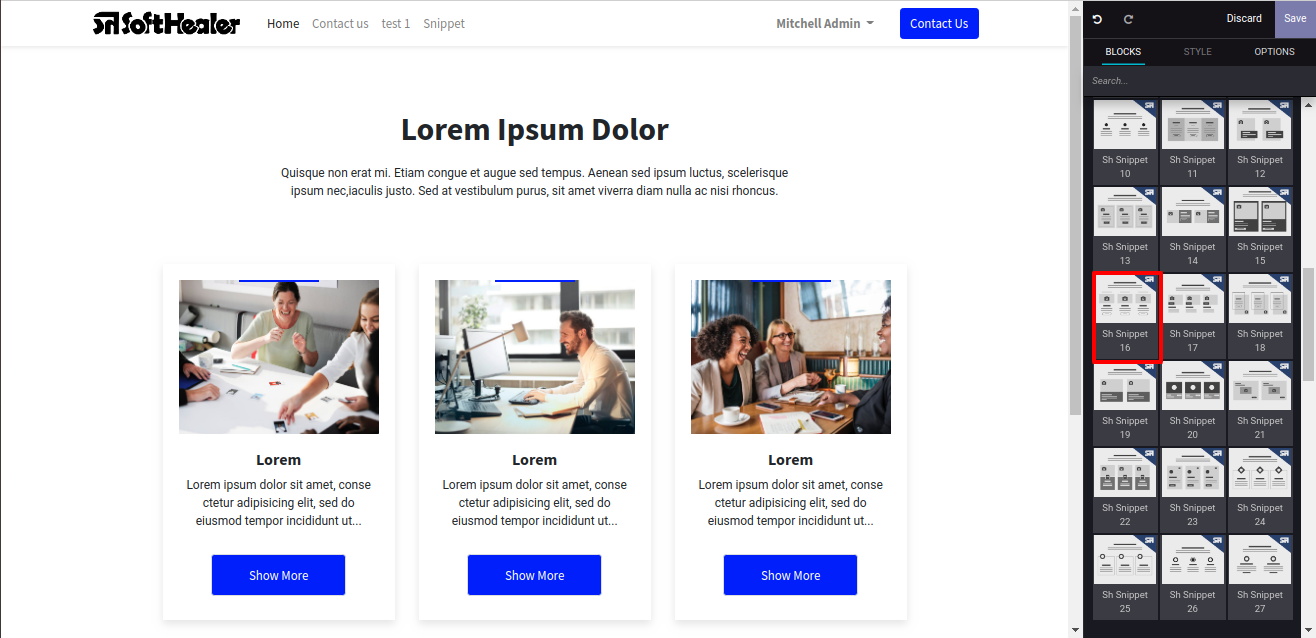 SoftHealer
Home Contact us test 1 Snippet
Mitchell Admin
Contact Us
Discard Save
BLOCKS STYLE OPTIONS
Search...
Lorem Ipsum Dolor
Quisque non erat mi. Etiam congue et augue sed tempus. Aenean sed ipsum luctus, scelerisque
ipsum nec,iaculis justo. Sed at vestibulum purus, sit amet viverra diam nulla ac nisi rhoncus.
Lorem
Lorem ipsum dolor sit amet, conse
ctetur adipisicing elit, sed do
eiusmod tempor incididunt ut...
Show More
Lorem
Lorem ipsum dolor sit amet, conse
ctetur adipisicing elit, sed do
eiusmod tempor incididunt ut...
Show More
Lorem
Lorem ipsum dolor sit amet, conse
ctetur adipisicing elit, sed do
eiusmod tempor incididunt ut...
Show More
Sh Snippet
10
Sh Snippet
11
Sh Snippet
12
Sh Snippet
13
Sh Snippet
14
Sh Snippet
15
Sh Snippet
16
Sh Snippet
17
Sh Snippet
18
Sh Snippet
19
Sh Snippet
20
Sh Snippet
21
Sh Snippet
22
Sh Snippet
23
Sh Snippet
24
Sh Snippet
25
Sh Snippet
26
Sh Snippet
27